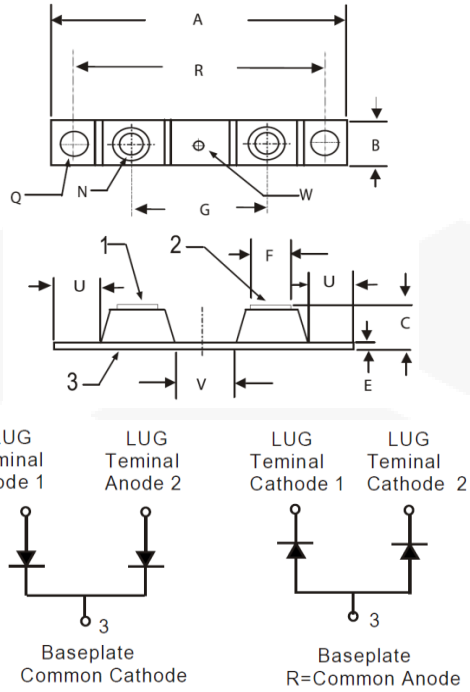 A
R
B
Q
N
G
W
1
2
F
U
U
C
3
V
E
LUG LUG
Teminal
Anode 2
LUG LUG
Teminal Teminal
Cathode 1 Cathode 2
3
3
Baseplate
Common Cathode
Baseplate
R=Common Anode